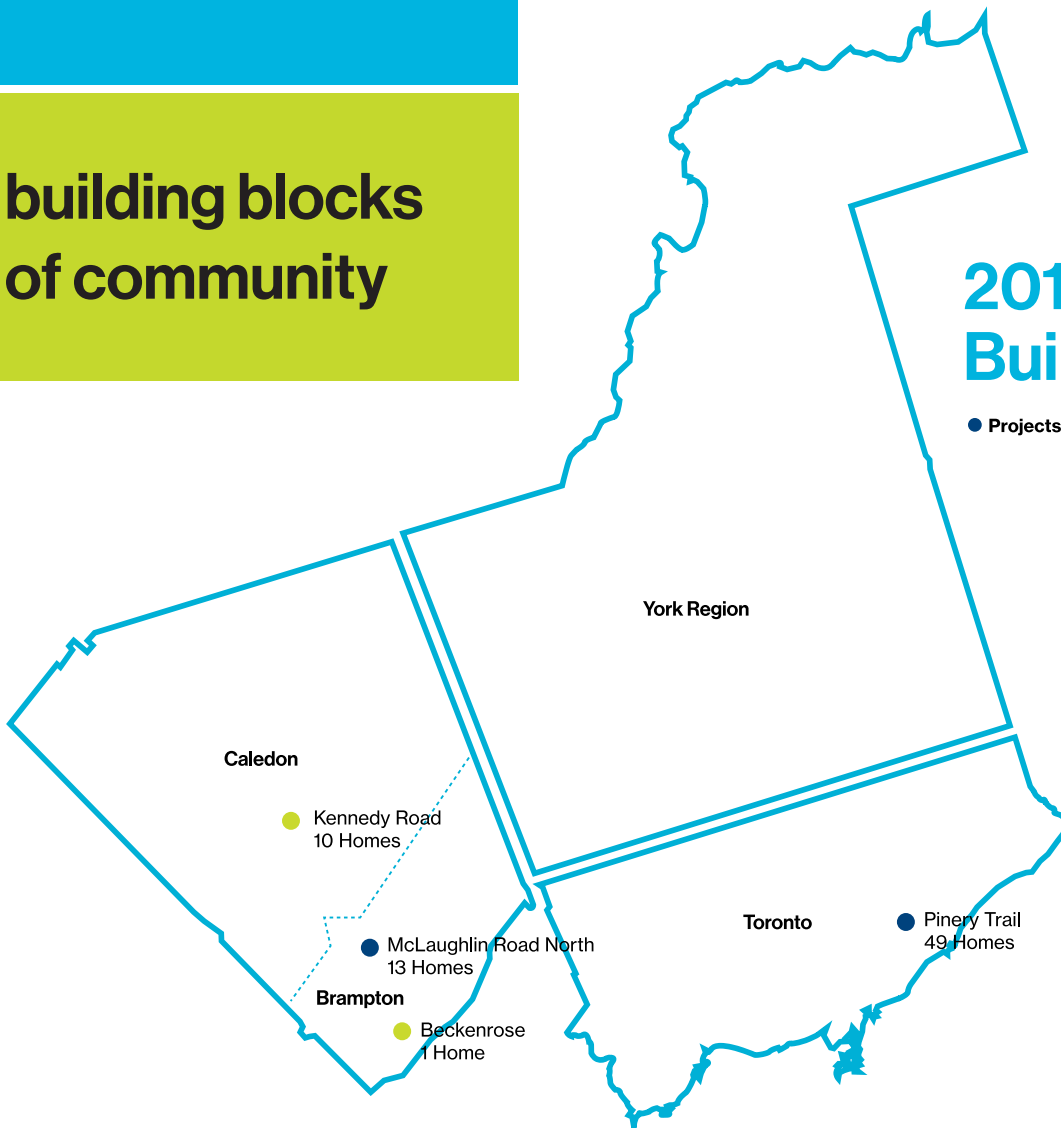 building blocks
of community
201
Bui
Projects
York Region
Caledon
Kennedy Road
10 Homes
McLaughlin Road North
13 Homes
Brampton
Beckenrose
1 Home
Toronto
Pinery Trail
49 Homes